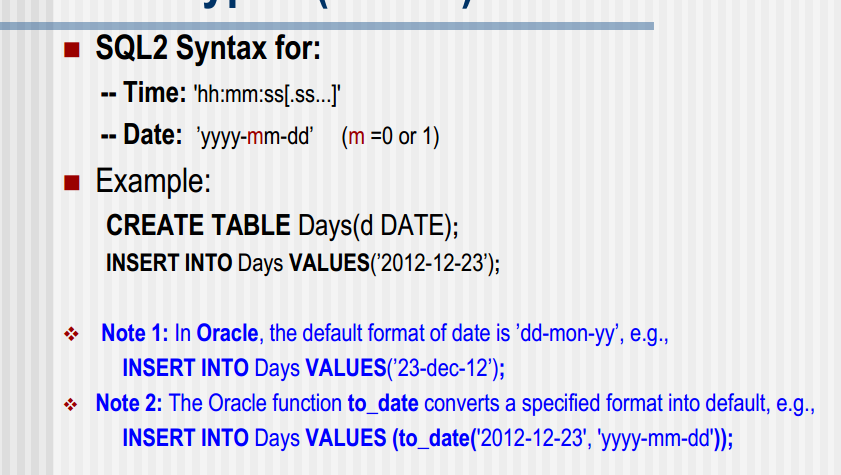 SQL2 Syntax for:
-- Time: 'hh:mm:ss[.ss...]'
-- Date: ’yyyy-mm-dd’ (m =0 or 1)
Example:
CREATE TABLE Days(d DATE);
INSERT INTO Days VALUES(’2012-12-23’);
Note 1: In Oracle, the default format of date is ’dd-mon-yy’, e.g.,
INSERT INTO Days VALUES(’23-dec-12’);
Note 2: The Oracle function to_date converts a specified format into default, e.g.,
INSERT INTO Days VALUES (to_date('2012-12-23', 'yyyy-mm-dd'));